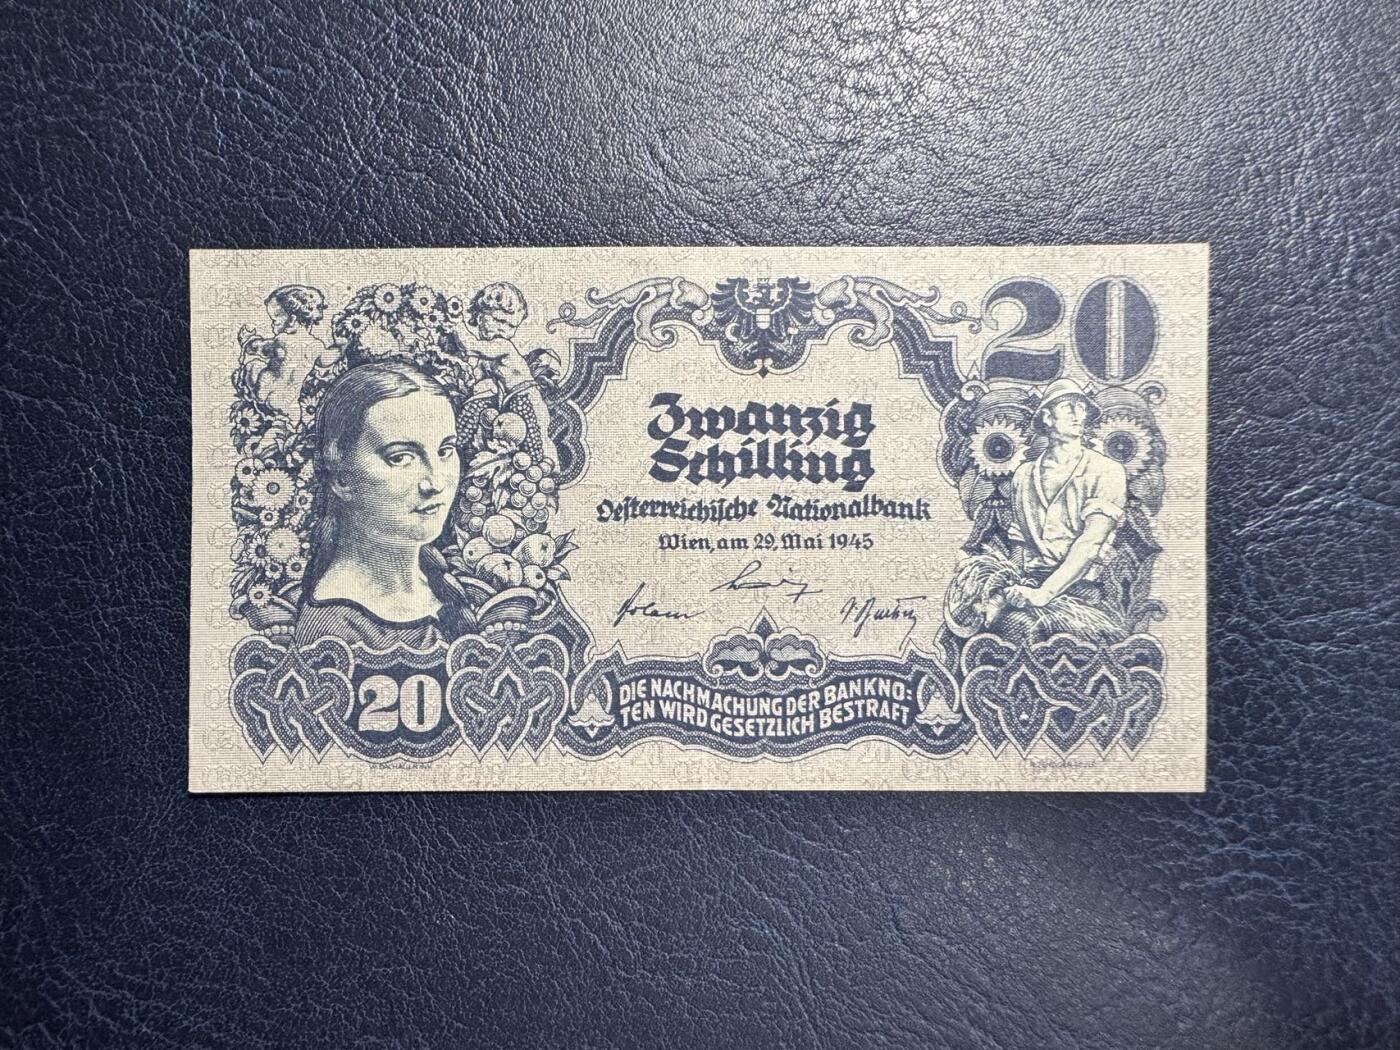 20
Zwanzig
Schilling
Oesterreichische Nationalbank
Wien, am 29. Mai 1945
20
DIE NACHMACHUNG DER BANKNO:
TEN WIRD GESETZLICH BESTRAFT